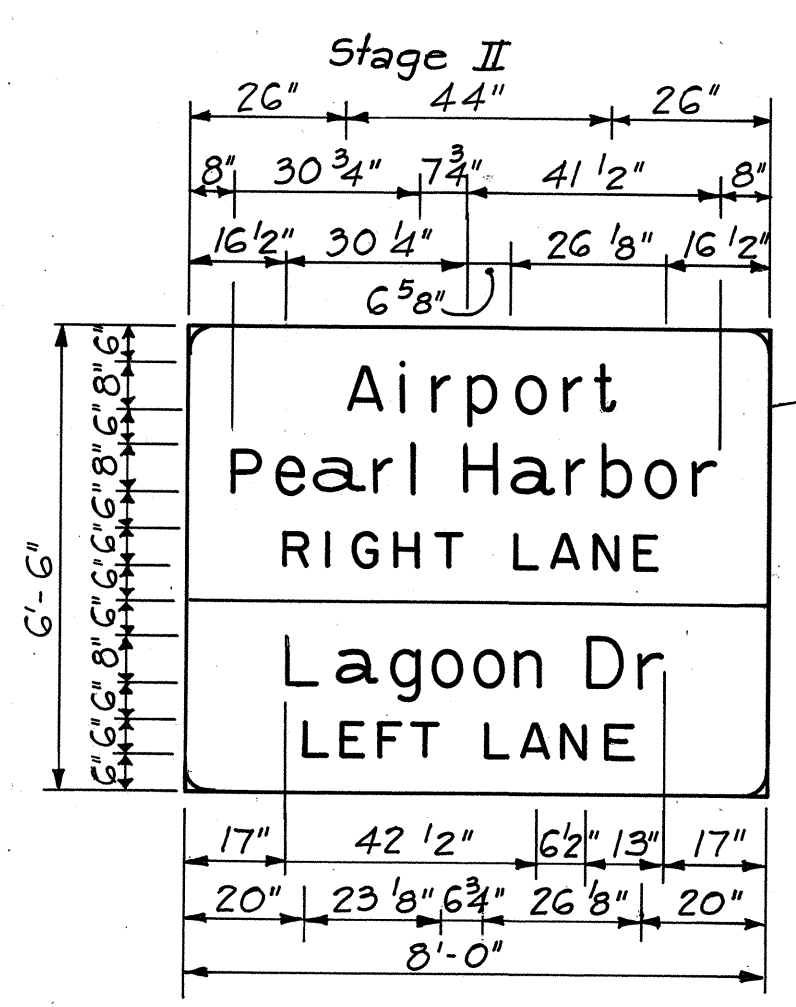 Stage II
26" 44" 26"
8" 30 3/4" 7 3/4" 41 1/2" 8"
16 1/2" 30 1/4" 26 1/8" 16 1/2"
6 5/8"
6" 8" 6" 8" 6" 6" 6" 6" 8" 6" 6" 6"
6'-6"
Airport
Pearl Harbor
RIGHT LANE
Lagoon Dr
LEFT LANE
17" 42 1/2" 6 1/2" 13" 17"
20" 23 1/8" 6 3/4" 26 1/8" 20"
8'-0"